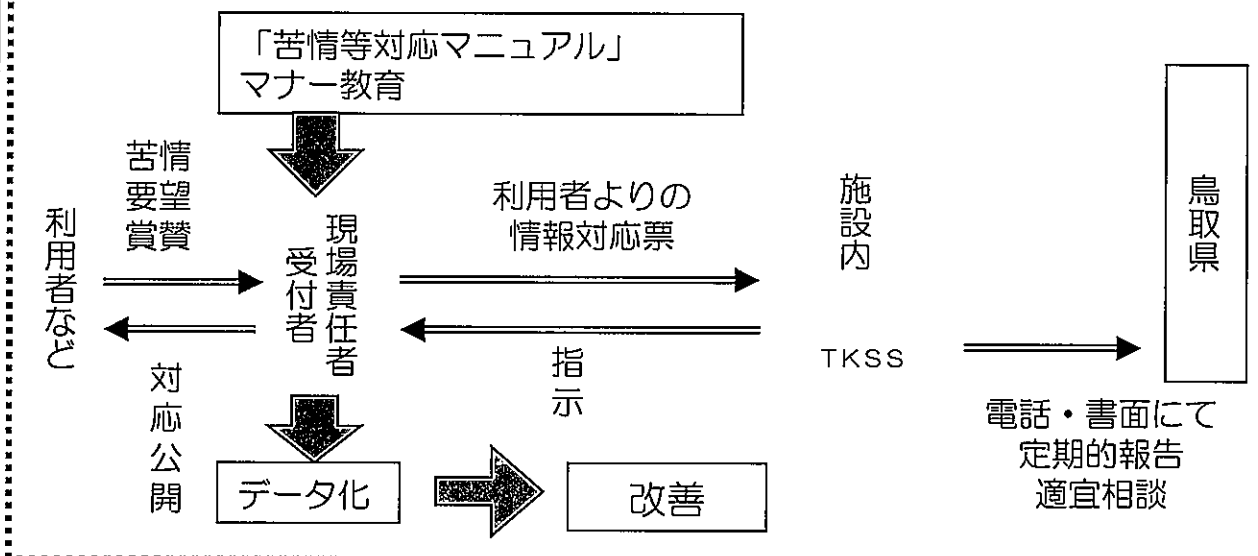 「苦情等対応マニュアル」
マナー教育
苦情
要望
賞賛
利用者など
現場責任者
受付者
利用者よりの
情報対応票
施設内
鳥取県
対応公開
指示
TKSS
電話・書面にて
定期的報告
適宜相談
データ化
改善